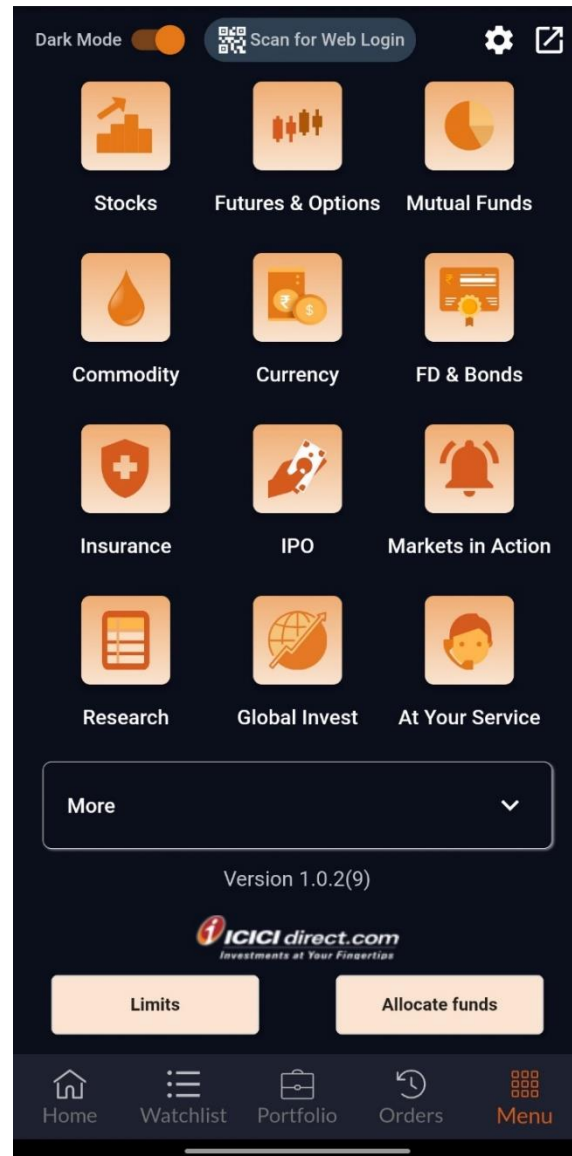 Dark Mode
Scan for Web Login
Stocks
Futures & Options
Mutual Funds
Commodity
Currency
FD & Bonds
Insurance
IPO
Markets in Action
Research
Global Invest
At Your Service
More
Version 1.0.2(9)
i ICICI direct.com
Investments at Your Fingertips
Limits
Allocate funds
Home
Watchlist
Portfolio
Orders
Menu